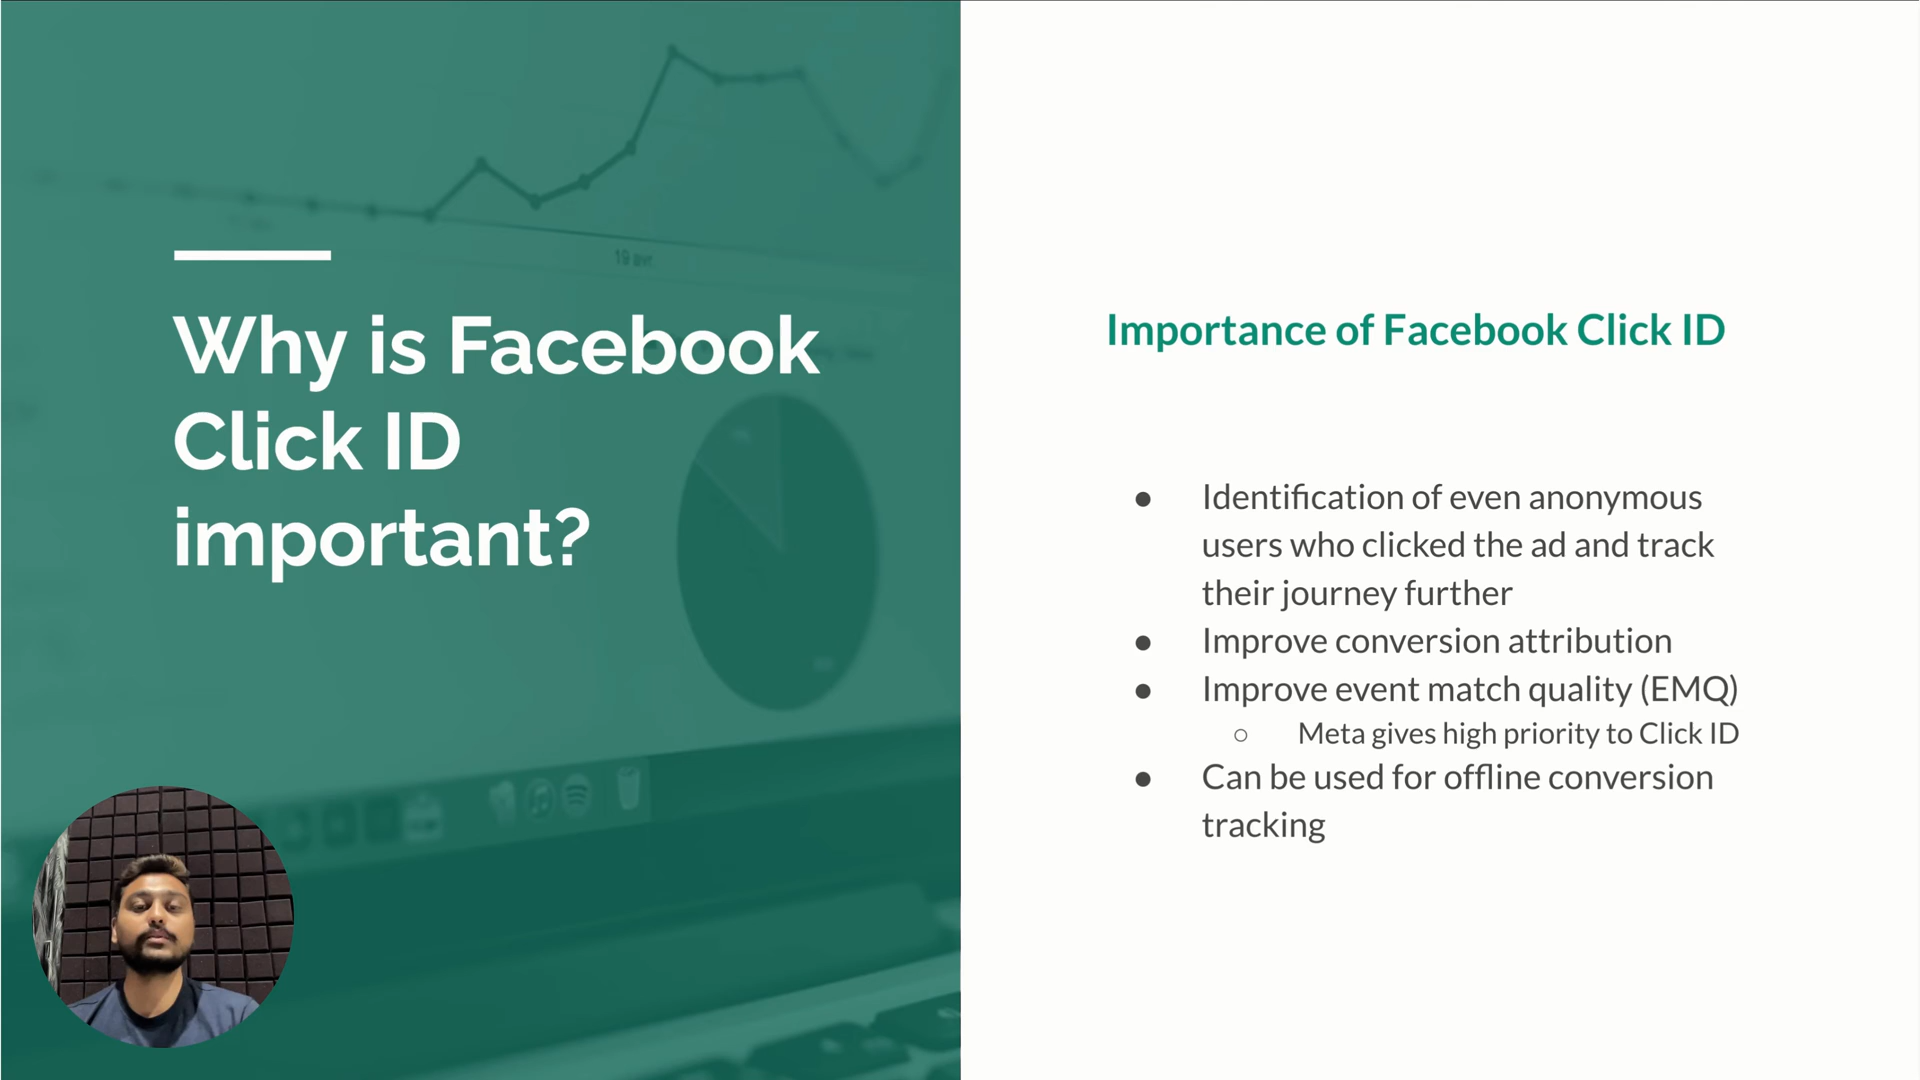 19 avr.
Why is Facebook
Click ID
important?
Importance of Facebook Click ID
● Identification of even anonymous
users who clicked the ad and track
their journey further
● Improve conversion attribution
● Improve event match quality (EMQ)
○ Meta gives high priority to Click ID
● Can be used for offline conversion
tracking